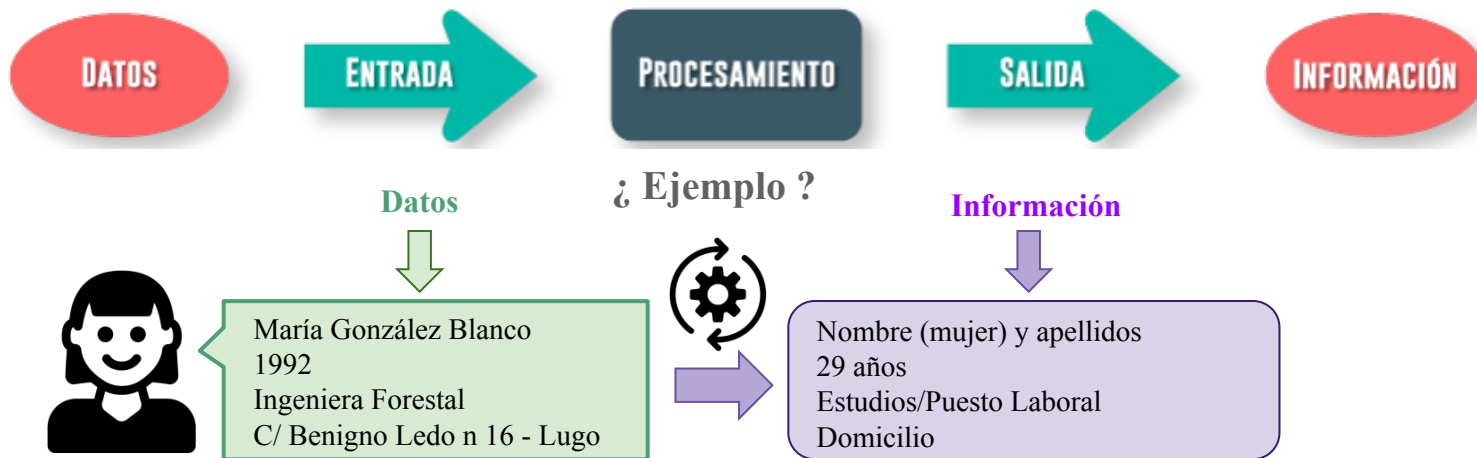 DATOS
ENTRADA
PROCESAMIENTO
SALIDA
INFORMACIÓN
¿ Ejemplo ?
Datos
Información
María González Blanco
1992
Ingeniera Forestal
C/ Benigno Ledo n 16 - Lugo
Nombre (mujer) y apellidos
29 años
Estudios/Puesto Laboral
Domicilio